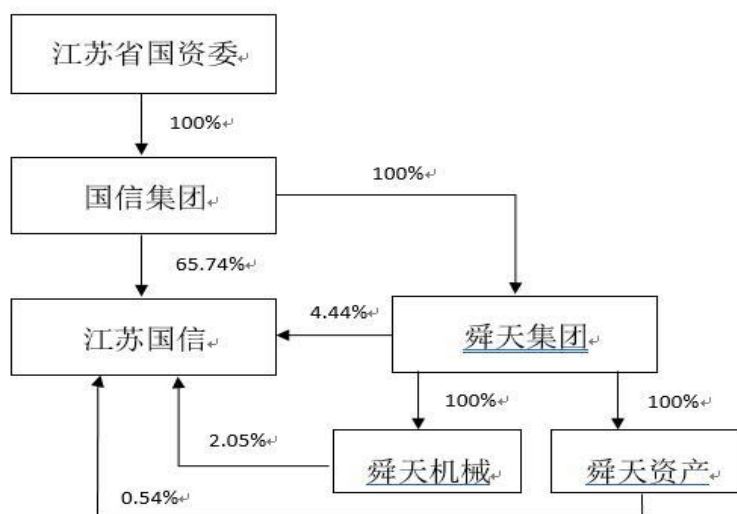 江苏省国资委
100%
国信集团
100%
65.74%
江苏国信
4.44%
舜天集团
100%
100%
2.05%
舜天机械
舜天资产
0.54%